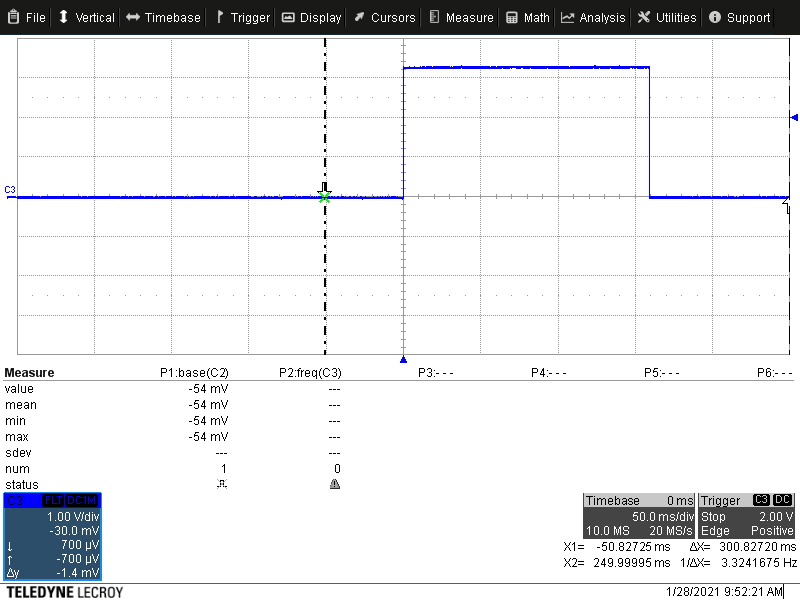 File Vertical Timebase Trigger Display Cursors Measure Math Analysis Utilities Support
C3
Measure P1:base(C2) P2:freq(C3) P3:- - - P4:- - - P5:- - - P6:- - -
value -54 mV ---
mean -54 mV ---
min -54 mV ---
max -54 mV ---
sdev --- ---
num 1 0
status
C3 FLT DC1M
1.00 V/div
-30.0 mV
↓ 700 µV
↑ -700 µV
Δy -1.4 mV
Timebase 0 ms
50.0 ms/div
10.0 MS 20 MS/s
Trigger C3 DC
Stop 2.00 V
Edge Positive
X1= -50.82725 ms ΔX= 300.82720 ms
X2= 249.99995 ms 1/ΔX= 3.3241675 Hz
TELEDYNE LECROY
1/28/2021 9:52:21 AM